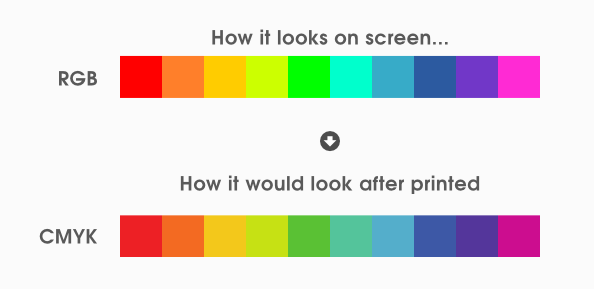 How it looks on screen...
RGB
How it would look after printed
CMYK